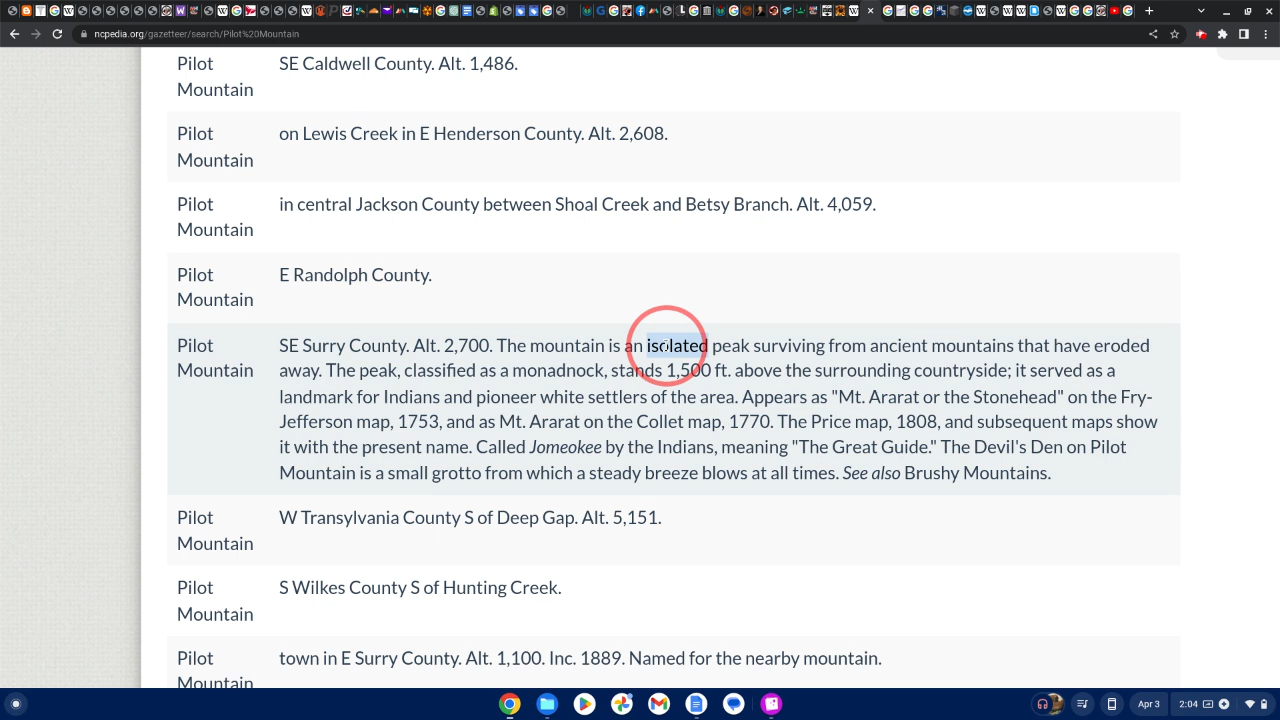 ncpedia.org/gazetteer/search/Pilot%20Mountain
Pilot
Mountain
SE Caldwell County. Alt. 1,486.
Pilot
Mountain
on Lewis Creek in E Henderson County. Alt. 2,608.
Pilot
Mountain
in central Jackson County between Shoal Creek and Betsy Branch. Alt. 4,059.
Pilot
Mountain
E Randolph County.
Pilot
Mountain
SE Surry County. Alt. 2,700. The mountain is an isolated peak surviving from ancient mountains that have eroded
away. The peak, classified as a monadnock, stands 1,500 ft. above the surrounding countryside; it served as a
landmark for Indians and pioneer white settlers of the area. Appears as "Mt. Ararat or the Stonehead" on the Fry-
Jefferson map, 1753, and as Mt. Ararat on the Collet map, 1770. The Price map, 1808, and subsequent maps show
it with the present name. Called Jomeokee by the Indians, meaning "The Great Guide." The Devil's Den on Pilot
Mountain is a small grotto from which a steady breeze blows at all times. See also Brushy Mountains.
Pilot
Mountain
W Transylvania County S of Deep Gap. Alt. 5,151.
Pilot
Mountain
S Wilkes County S of Hunting Creek.
Pilot
Mountain
town in E Surry County. Alt. 1,100. Inc. 1889. Named for the nearby mountain.
Apr 3
2:04